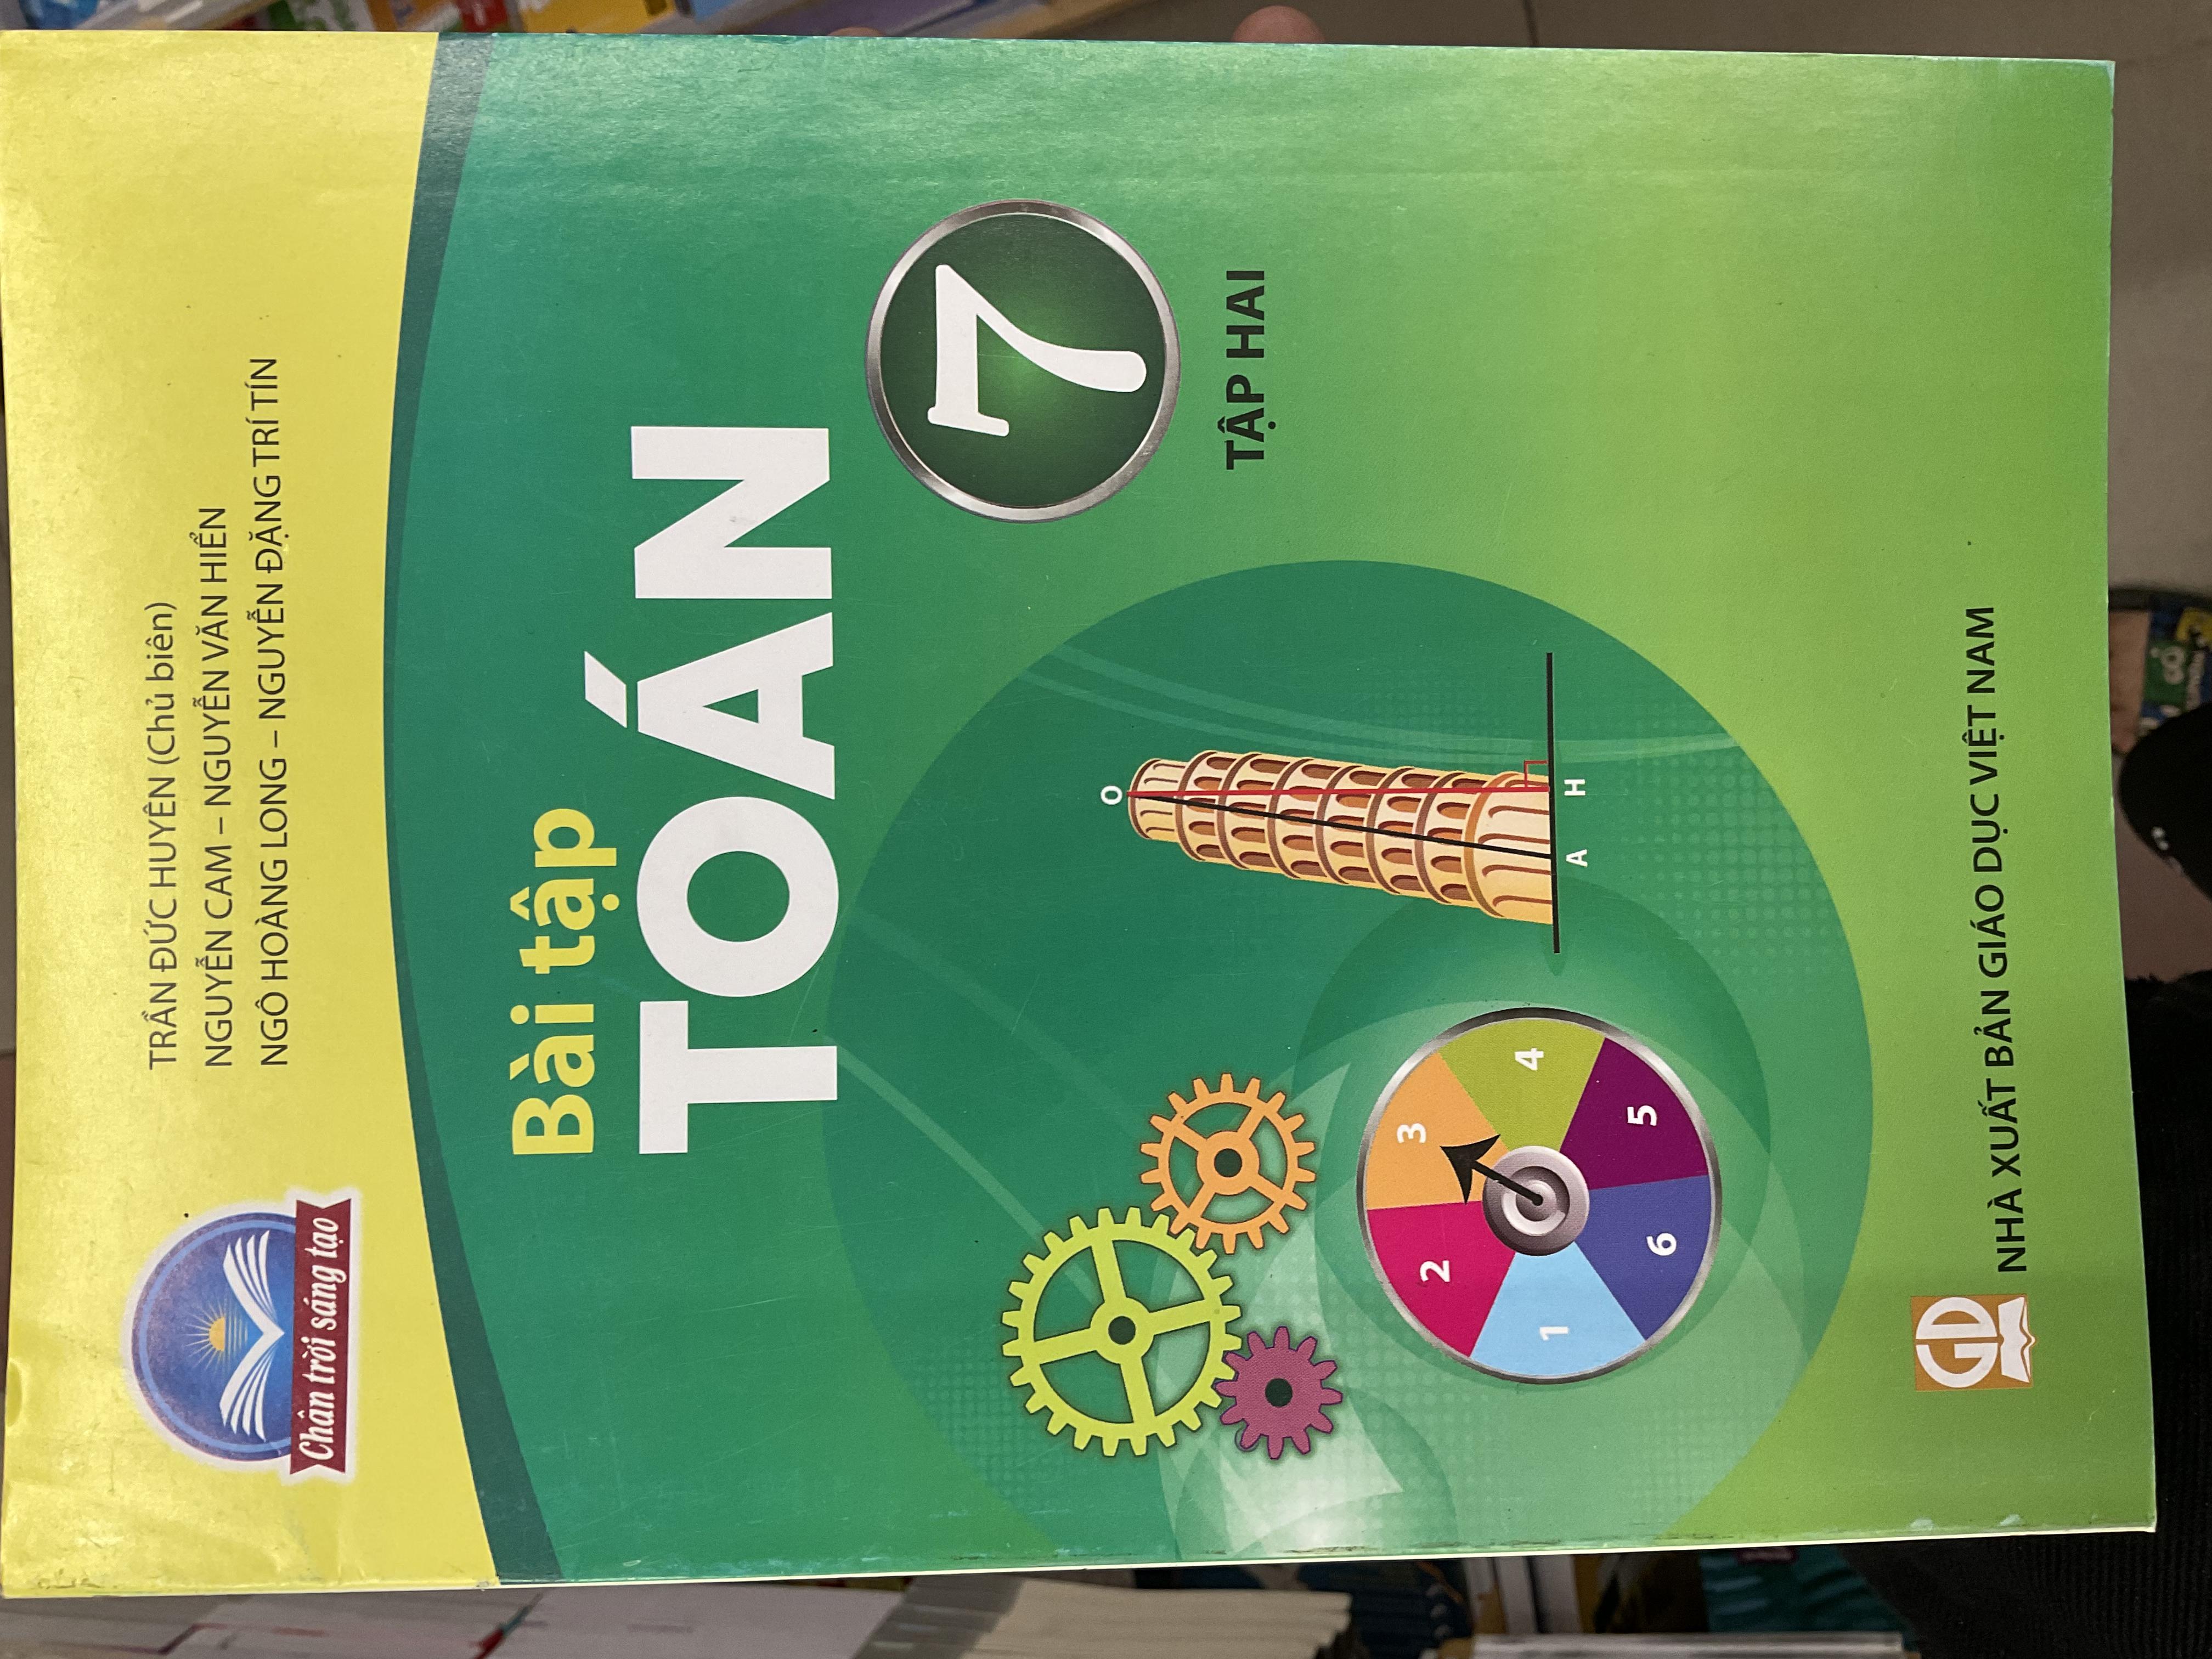 TRẦN ĐỨC HUYÊN (Chủ biên)
NGUYỄN CAM – NGUYỄN VĂN HIỂN
NGÔ HOÀNG LONG – NGUYỄN ĐẶNG TRÍ TÍN
Chân trời sáng tạo
Bài tập
TOÁN
7
TẬP HAI
O
A H
2 3
1 4
6 5
GD
NHÀ XUẤT BẢN GIÁO DỤC VIỆT NAM